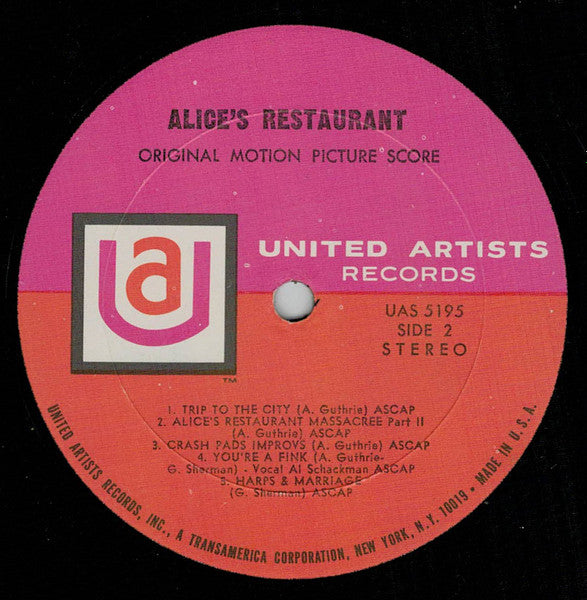 ALICE'S RESTAURANT
ORIGINAL MOTION PICTURE SCORE
ua
UNITED ARTISTS
RECORDS
TM
UAS 5195
SIDE 2
STEREO
1. TRIP TO THE CITY (A. Guthrie) ASCAP
2. ALICE'S RESTAURANT MASSACREE Part II
(A. Guthrie) ASCAP
3. CRASH PADS IMPROVS (A. Guthrie) ASCAP
4. YOU'RE A FINK (A. Guthrie-
G. Sherman) - Vocal Al Schackman ASCAP
5. HARPS & MARRIAGE
(G. Sherman) ASCAP
UNITED ARTISTS RECORDS, INC., A TRANSAMERICA CORPORATION, NEW YORK, N.Y. 10019 • MADE IN U.S.A.